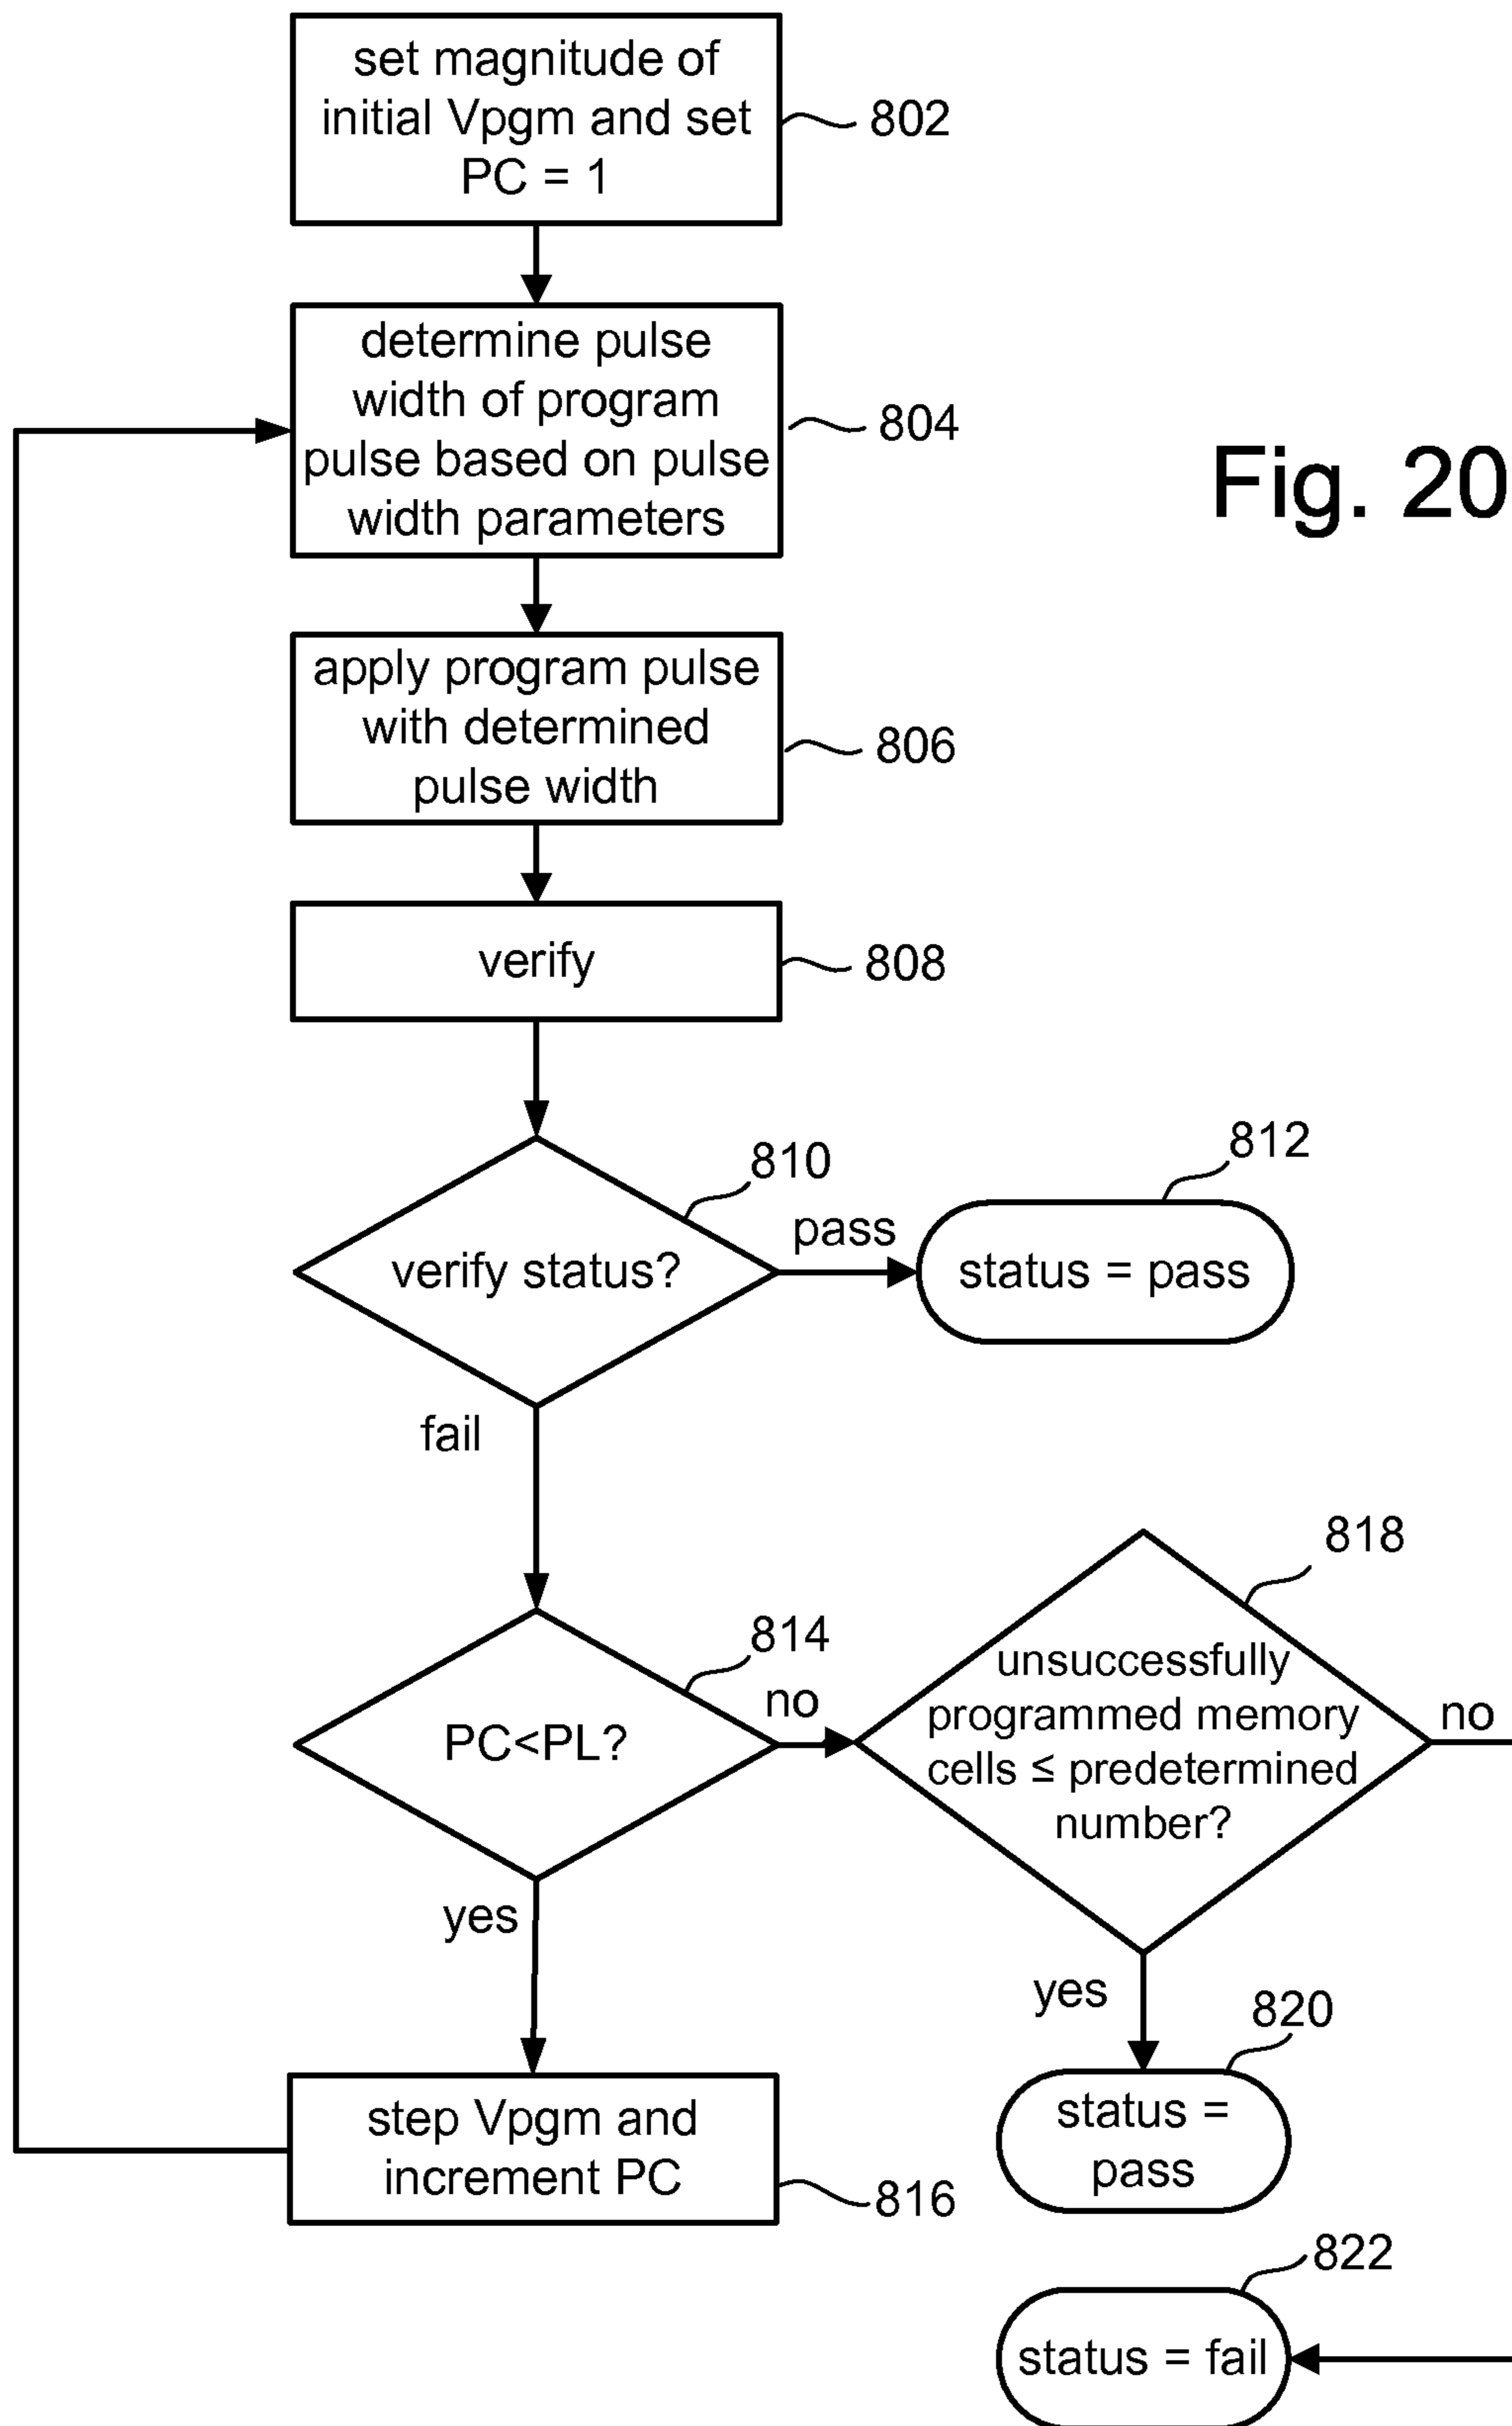 set magnitude of
initial Vpgm and set
PC = 1
802
determine pulse
width of program
pulse based on pulse
width parameters
804
Fig. 20
apply program pulse
with determined
pulse width
806
verify
808
810
812
verify status?
pass
status = pass
fail
818
814
PC<PL?
no
unsuccessfully
programmed memory
cells ≤ predetermined
number?
no
yes
yes
820
status =
pass
step Vpgm and
increment PC
816
822
status = fail